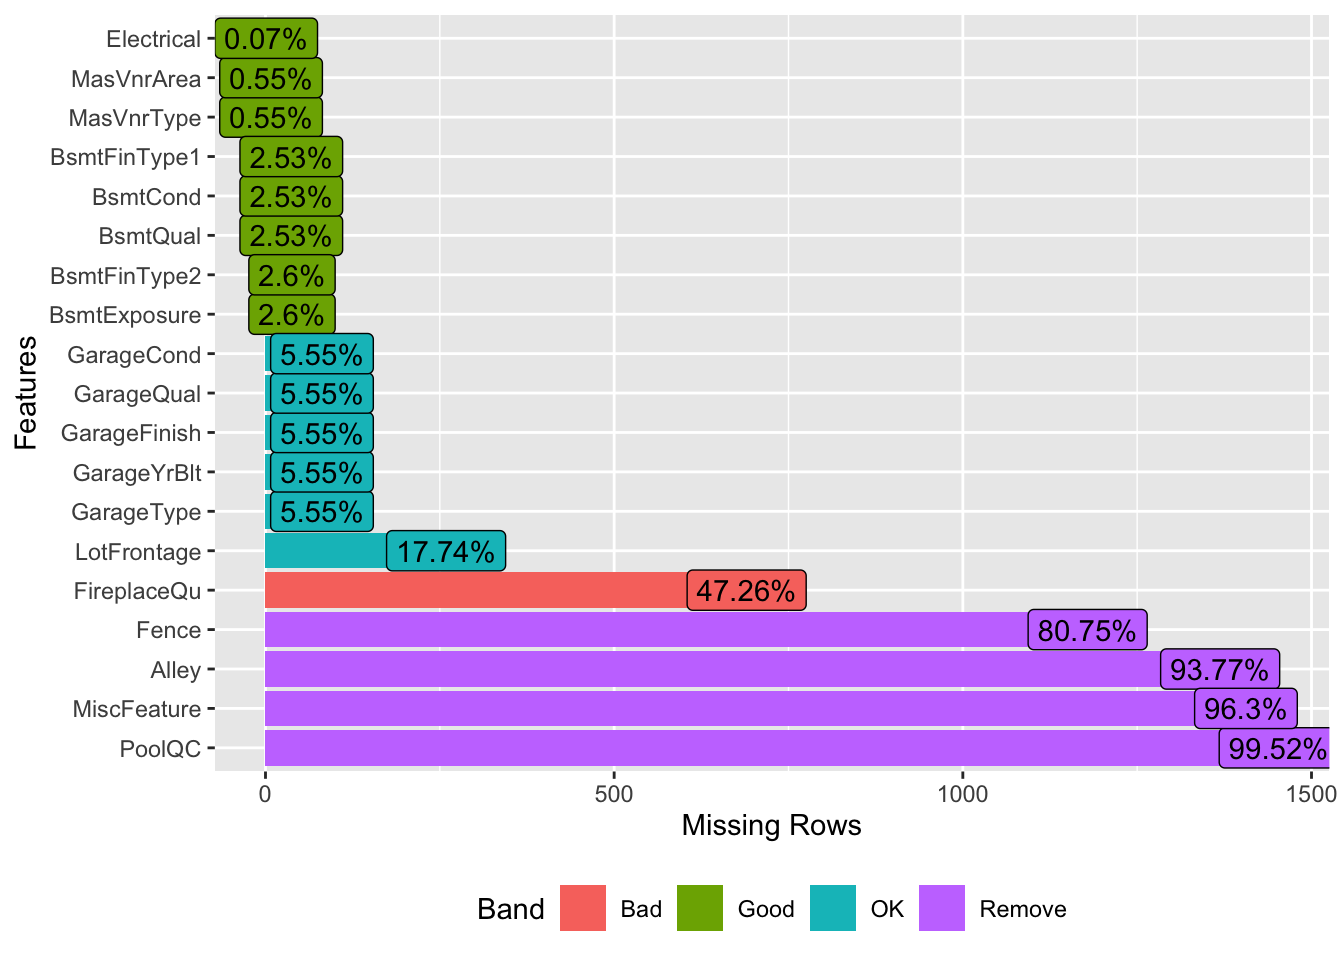 Electrical 0.07%
MasVnrArea 0.55%
MasVnrType 0.55%
BsmtFinType1 2.53%
BsmtCond 2.53%
BsmtQual 2.53%
BsmtFinType2 2.6%
BsmtExposure 2.6%
GarageCond 5.55%
GarageQual 5.55%
GarageFinish 5.55%
GarageYrBlt 5.55%
GarageType 5.55%
LotFrontage 17.74%
FireplaceQu 47.26%
Fence 80.75%
Alley 93.77%
MiscFeature 96.3%
PoolQC 99.52%
Features
0 500 1000 1500
Missing Rows
Band Bad Good OK Remove